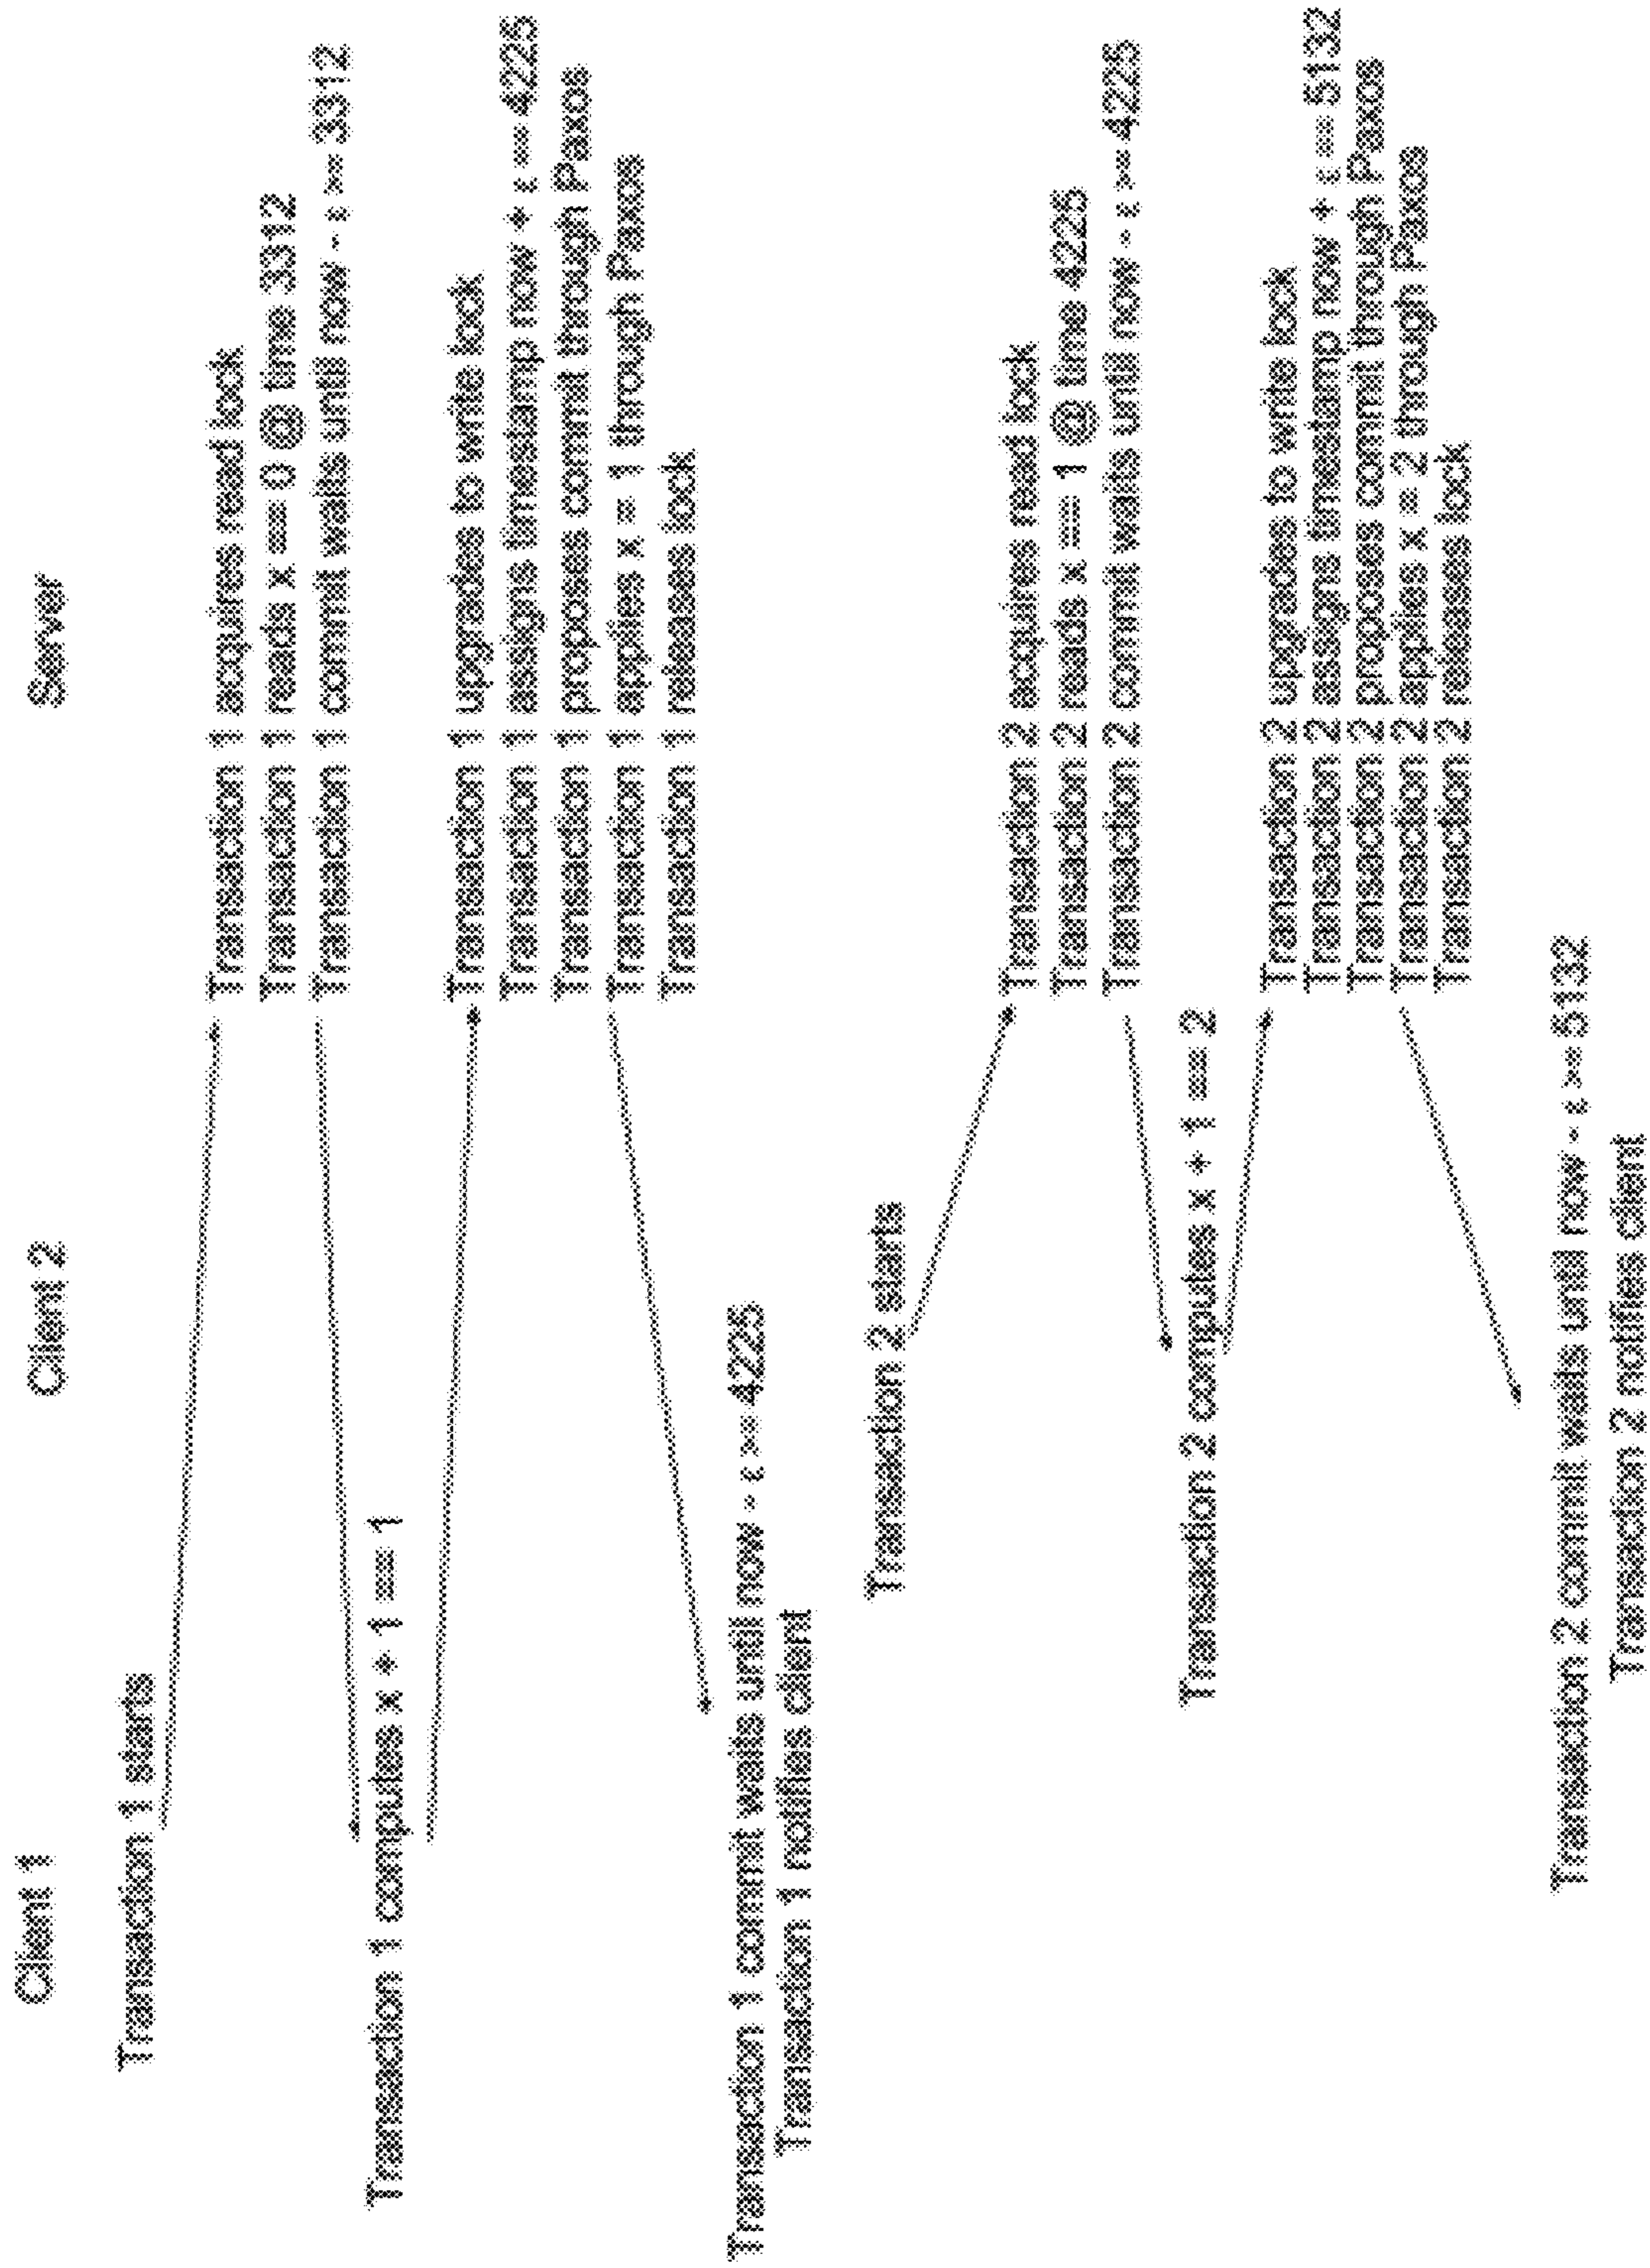 Client 1
Client 2
Server
Transaction 1 starts
Transaction 1 acquires read lock
Transaction 1 reads x == 0 @ time 3312
Transaction 1 commit waits until now - ε >= 3312
Transaction 1 computes x + 1 == 1
Transaction 1 upgrades to write lock
Transaction 1 assigns timestamp now + ε == 4225
Transaction 1 proposes commit through Paxos
Transaction 1 applies x = 1 through Paxos
Transaction 1 releases lock
Transaction 1 commit waits until now - ε >= 4225
Transaction 1 notifies client
Transaction 2 starts
Transaction 2 acquires read lock
Transaction 2 reads x == 1 @ time 4225
Transaction 2 commit waits until now - ε >= 4225
Transaction 2 computes x + 1 == 2
Transaction 2 upgrades to write lock
Transaction 2 assigns timestamp now + ε == 5132
Transaction 2 proposes commit through Paxos
Transaction 2 applies x = 2 through Paxos
Transaction 2 releases lock
Transaction 2 commit waits until now - ε >= 5132
Transaction 2 notifies client